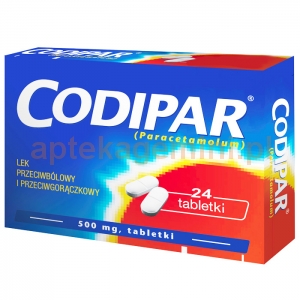 CODIPAR®
(Paracetamolum)
LEK
PRZECIWBÓLOWY
I PRZECIWGORĄCZKOWY
24
tabletki
500 mg, tabletki